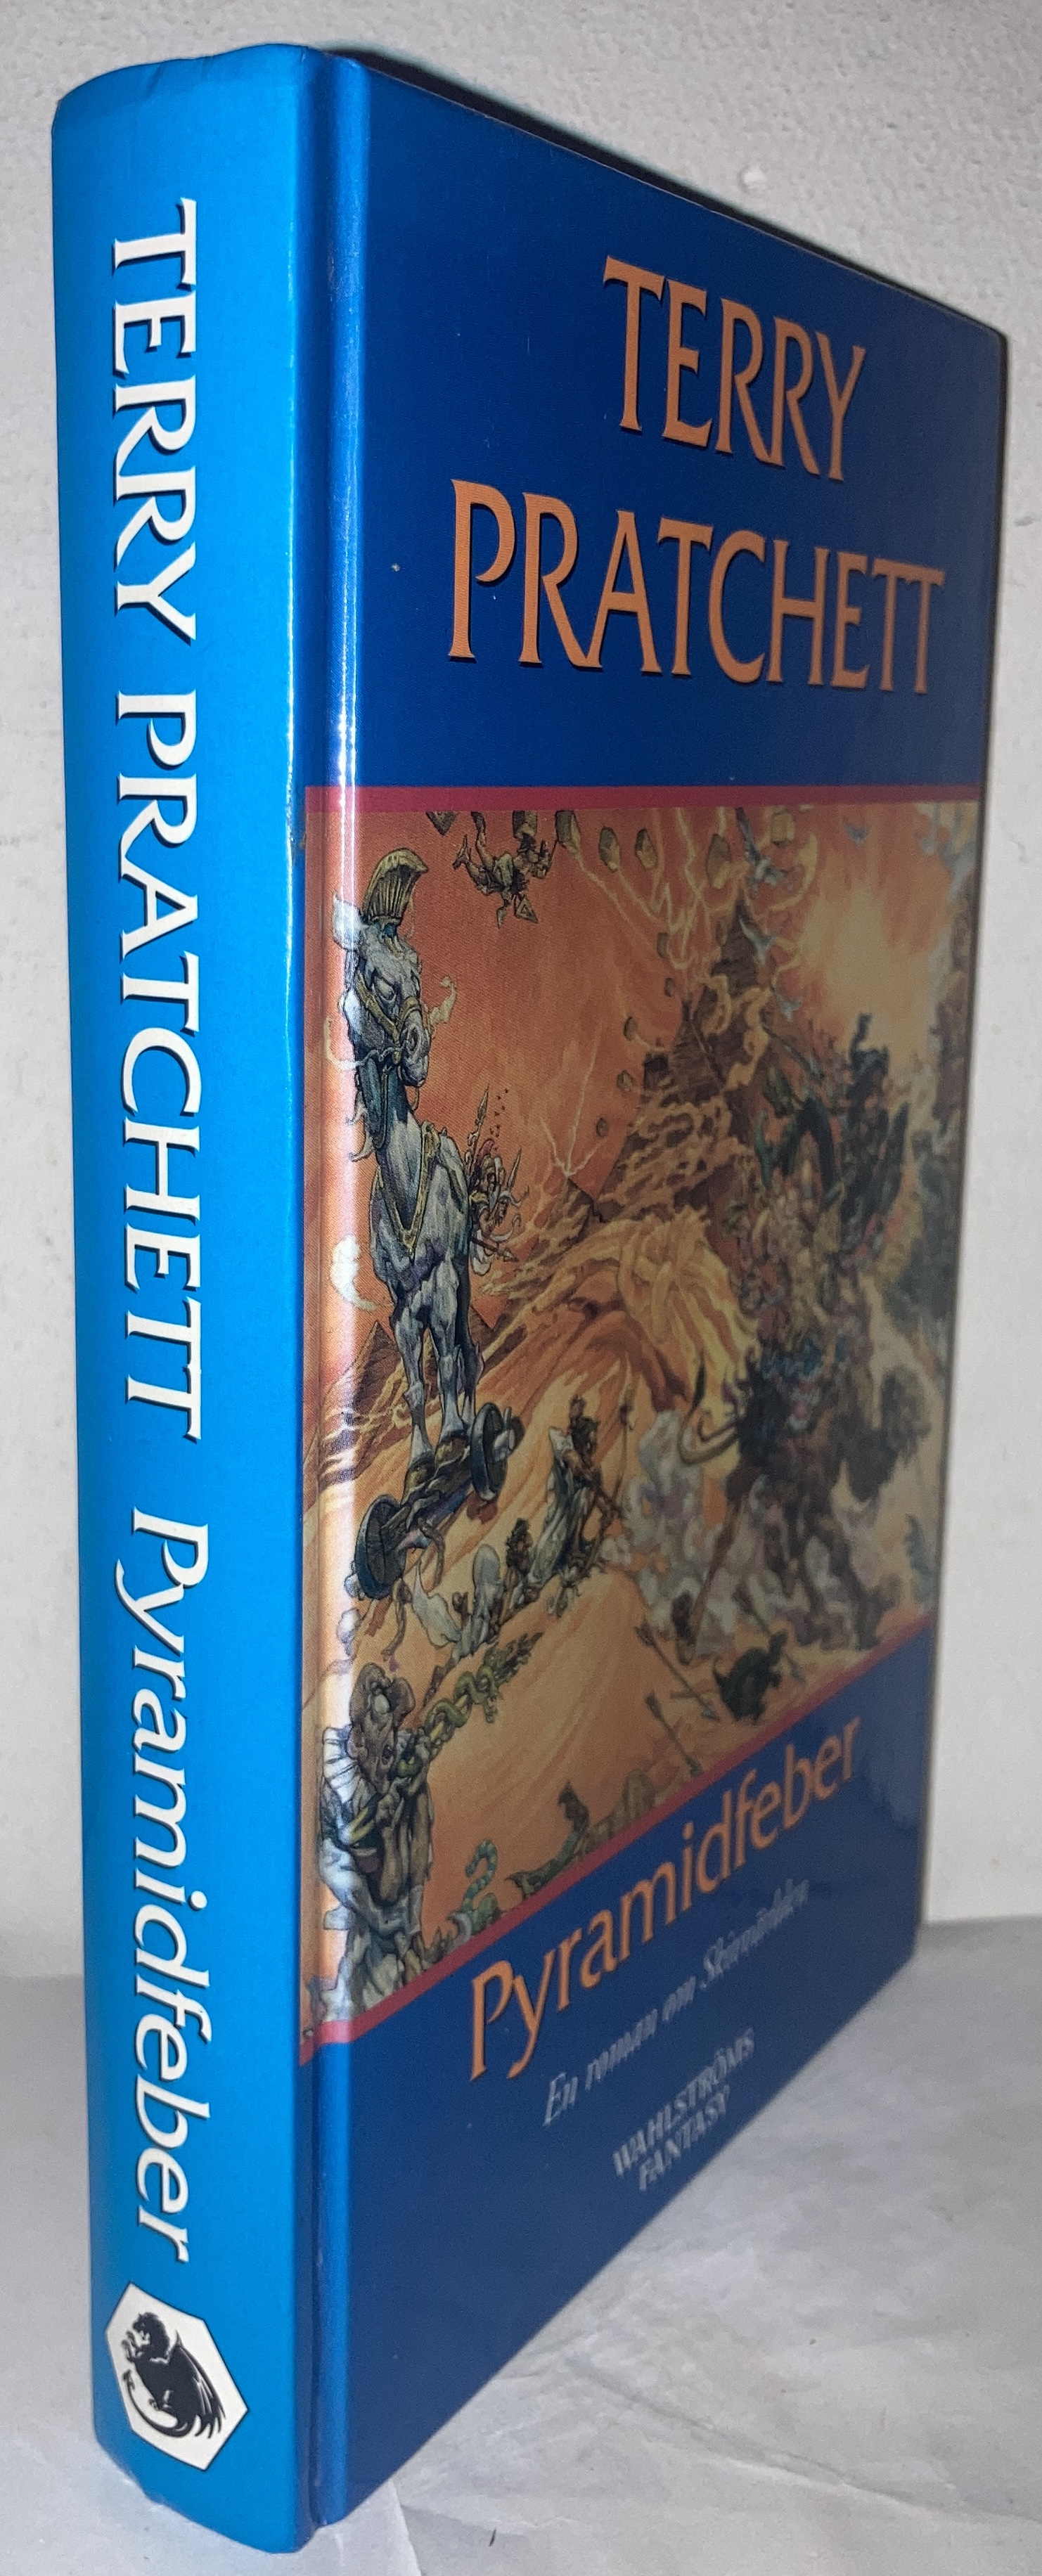 TERRY PRATCHETT Pyramidfeber
TERRY
PRATCHETT
Pyramidfeber
En roman om Skivvärlden
WAHLSTRÖMS
FANTASY